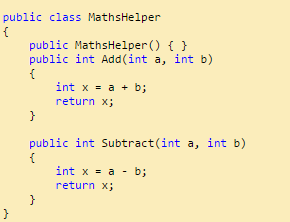 public class MathsHelper
{
    public MathsHelper() { }
    public int Add(int a, int b)
    {
        int x = a + b;
        return x;
    }

    public int Subtract(int a, int b)
    {
        int x = a - b;
        return x;
    }
}